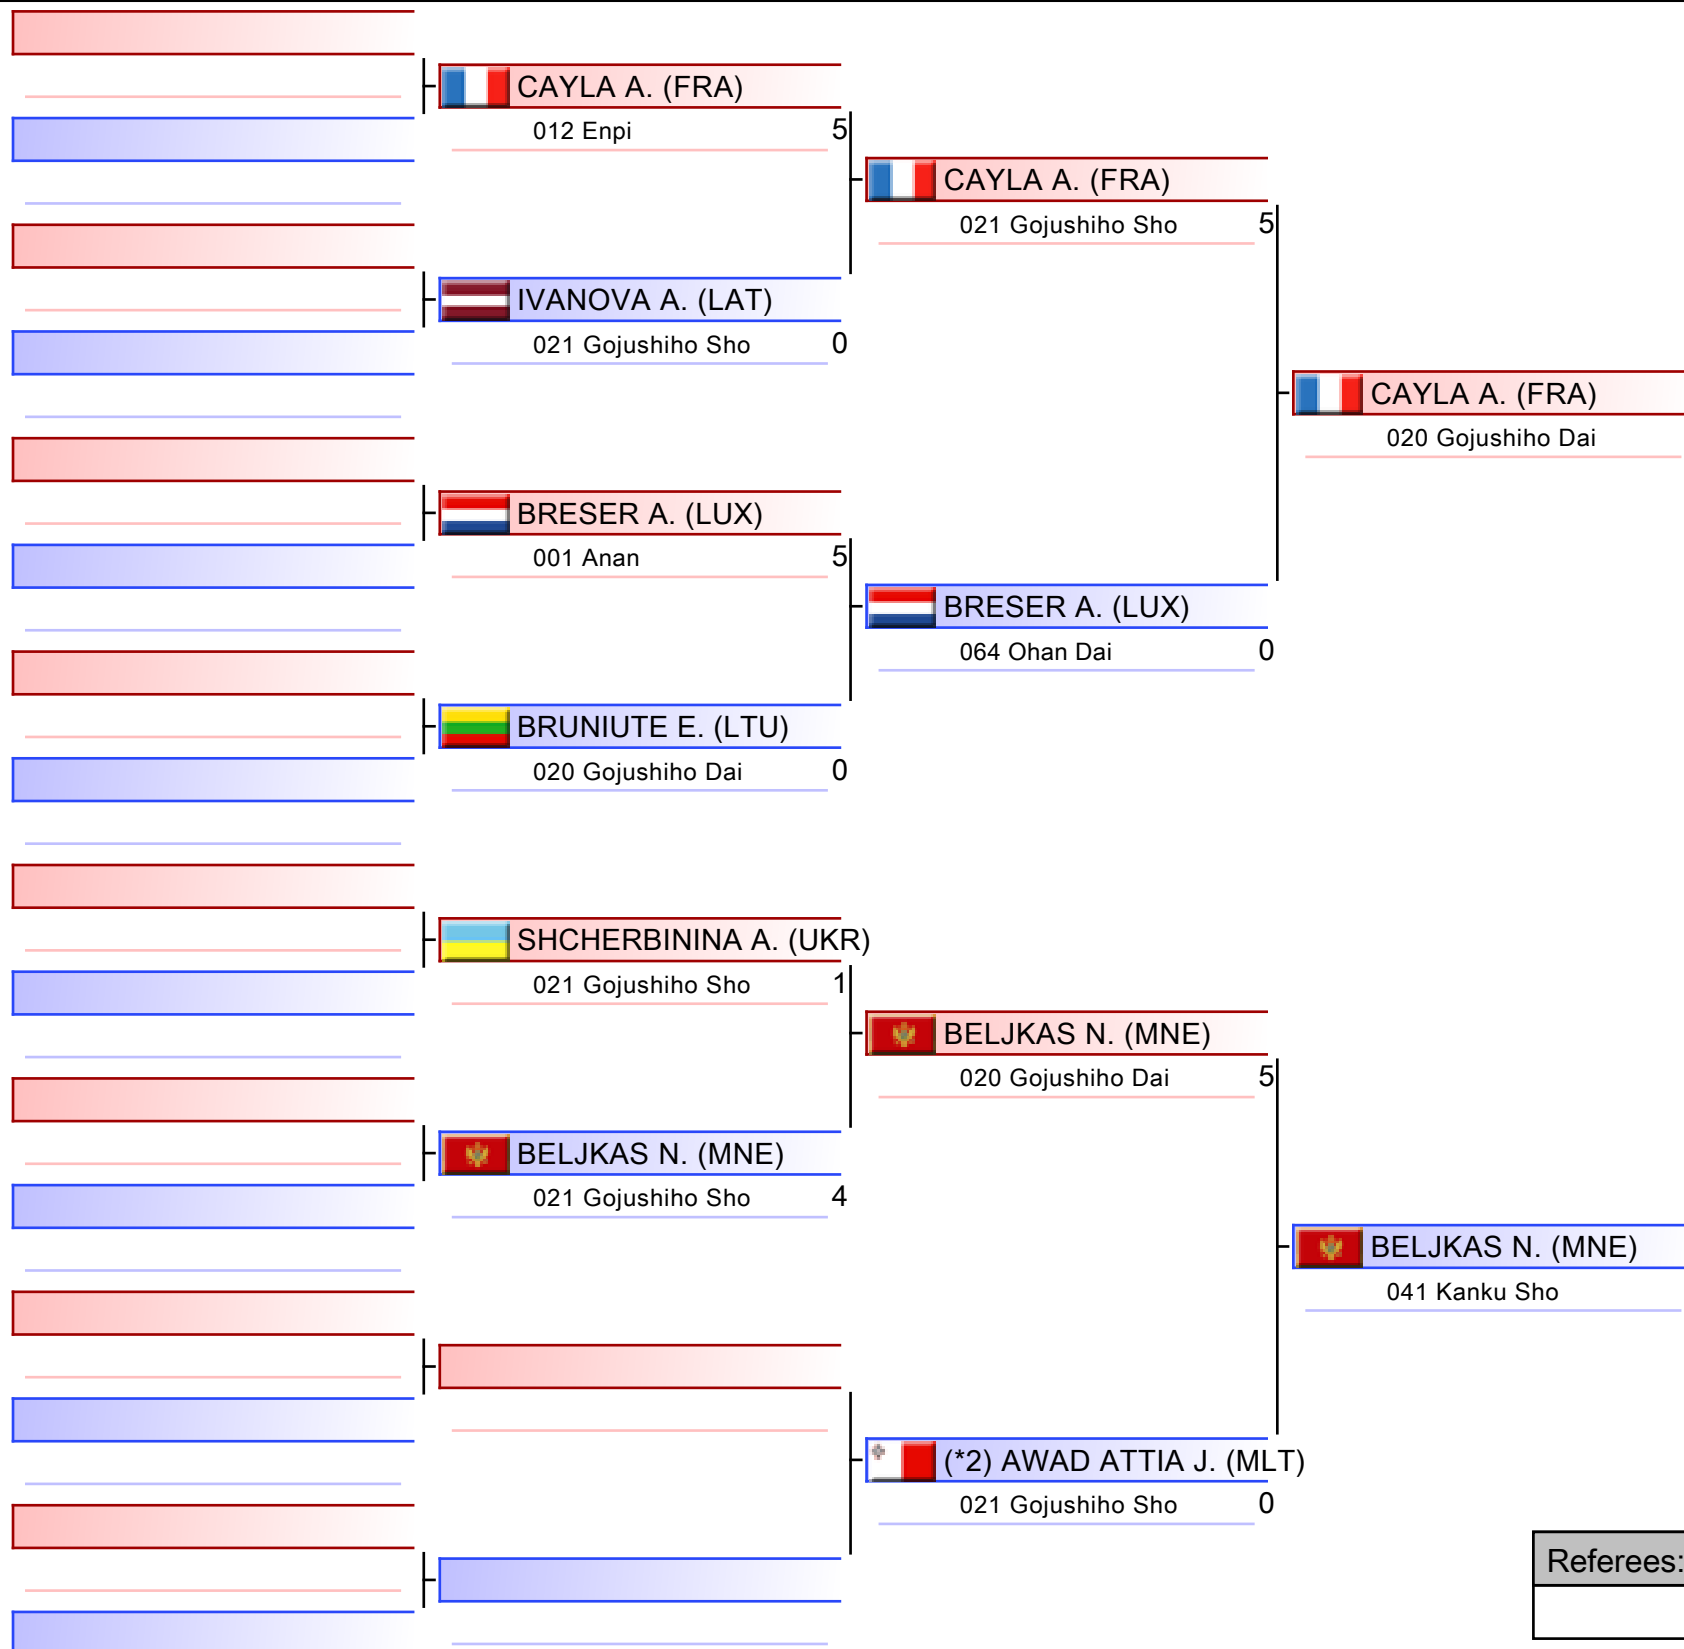 CAYLA A. (FRA)
012 Enpi 5
IVANOVA A. (LAT)
021 Gojushiho Sho 0
BRESER A. (LUX)
001 Anan 5
BRUNIUTE E. (LTU)
020 Gojushiho Dai 0
SHCHERBININA A. (UKR)
021 Gojushiho Sho 1
BELJKAS N. (MNE)
021 Gojushiho Sho 4
CAYLA A. (FRA)
021 Gojushiho Sho 5
BRESER A. (LUX)
064 Ohan Dai 0
BELJKAS N. (MNE)
020 Gojushiho Dai 5
(*2) AWAD ATTIA J. (MLT)
021 Gojushiho Sho 0
CAYLA A. (FRA)
020 Gojushiho Dai
BELJKAS N. (MNE)
041 Kanku Sho
Referees: